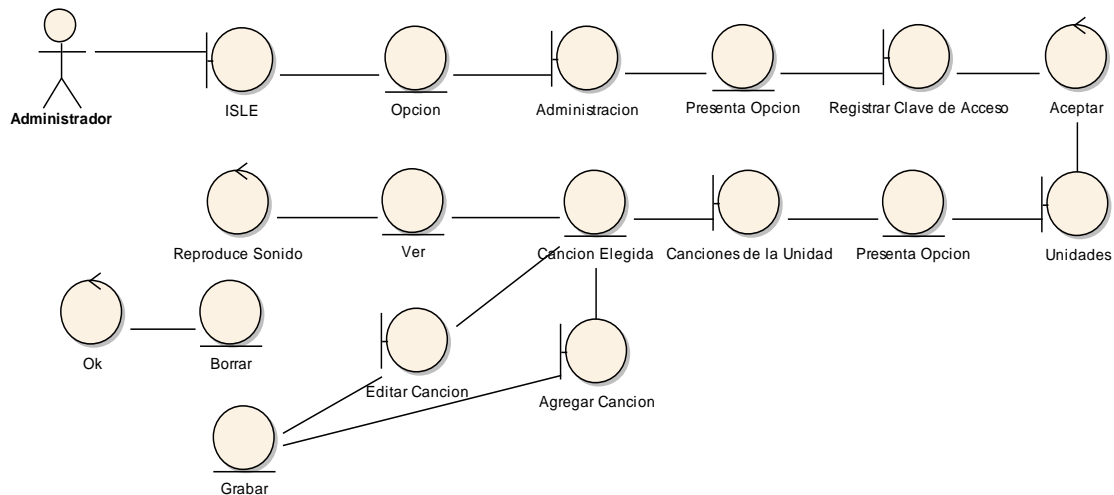 Administrador
ISLE
Opcion
Administracion
Presenta Opcion
Registrar Clave de Acceso
Aceptar
Reproduce Sonido
Ver
Cancion Elegida
Canciones de la Unidad
Presenta Opcion
Unidades
Ok
Borrar
Editar Cancion
Agregar Cancion
Grabar